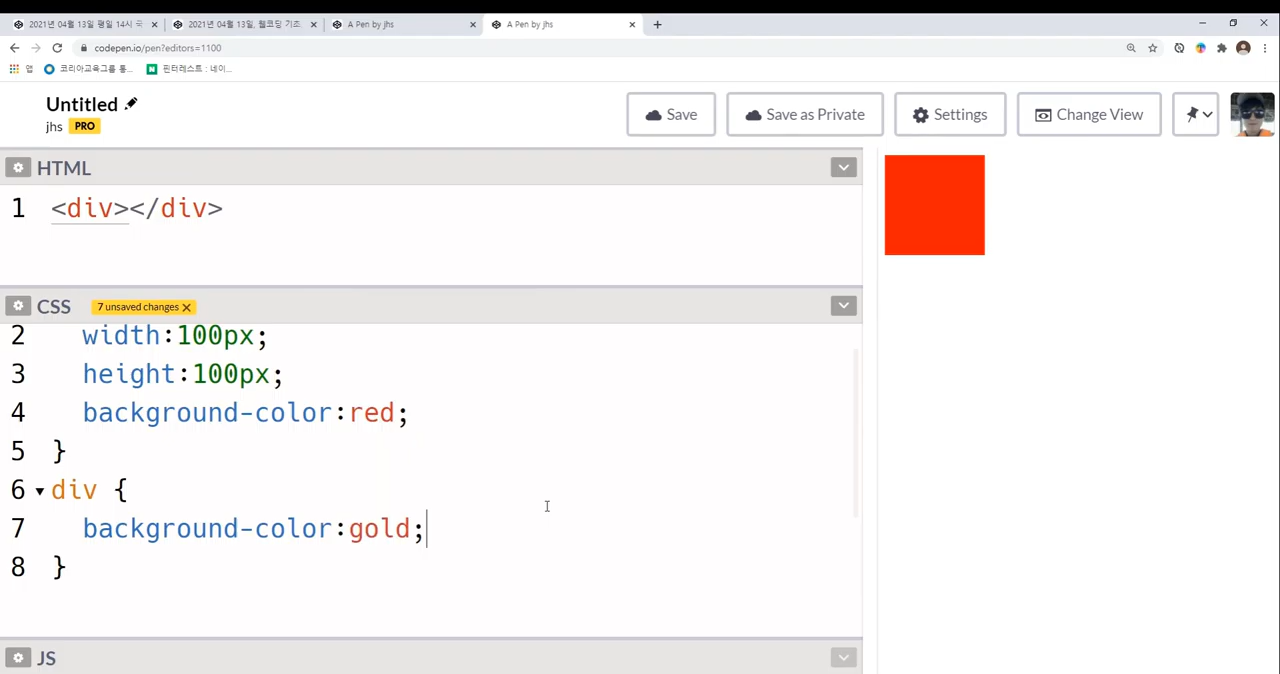 2021년 04월 13일 평일 14시 국
2021년 04월 13일, 웹코딩 기초
A Pen by jhs
A Pen by jhs
codepen.io/pen?editors=1100
앱
코리아교육그룹 통...
핀터레스트 : 네이...
Untitled
jhs PRO
Save
Save as Private
Settings
Change View
HTML
1 <div></div>
CSS 7 unsaved changes
2 width:100px;
3 height:100px;
4 background-color:red;
5 }
6 div {
7 background-color:gold;
8 }
JS